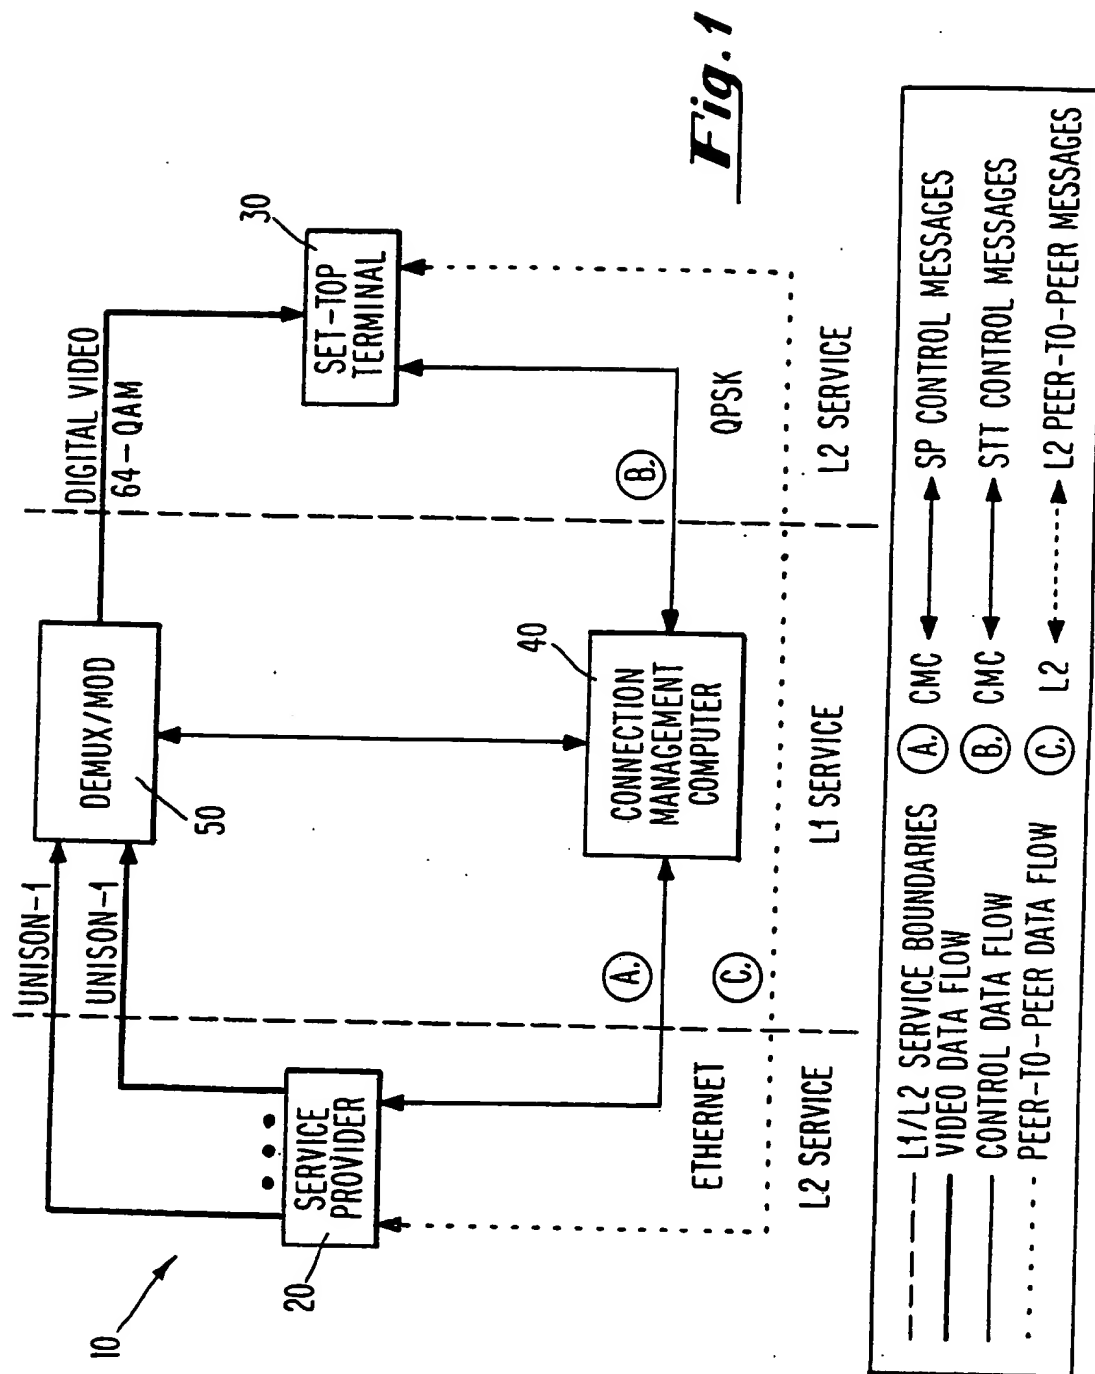 10
20
SERVICE
PROVIDER
UNISON-1
UNISON-1
DEMUX/MOD
50
DIGITAL VIDEO
64-QAM
30
SET-TOP
TERMINAL
40
CONNECTION
MANAGEMENT
COMPUTER
A.
B.
C.
ETHERNET
QPSK
L2 SERVICE
L1 SERVICE
L2 SERVICE
Fig. 1
L1/L2 SERVICE BOUNDARIES
VIDEO DATA FLOW
CONTROL DATA FLOW
PEER-TO-PEER DATA FLOW
A. CMC SP CONTROL MESSAGES
B. CMC STT CONTROL MESSAGES
C. L2 L2 PEER-TO-PEER MESSAGES